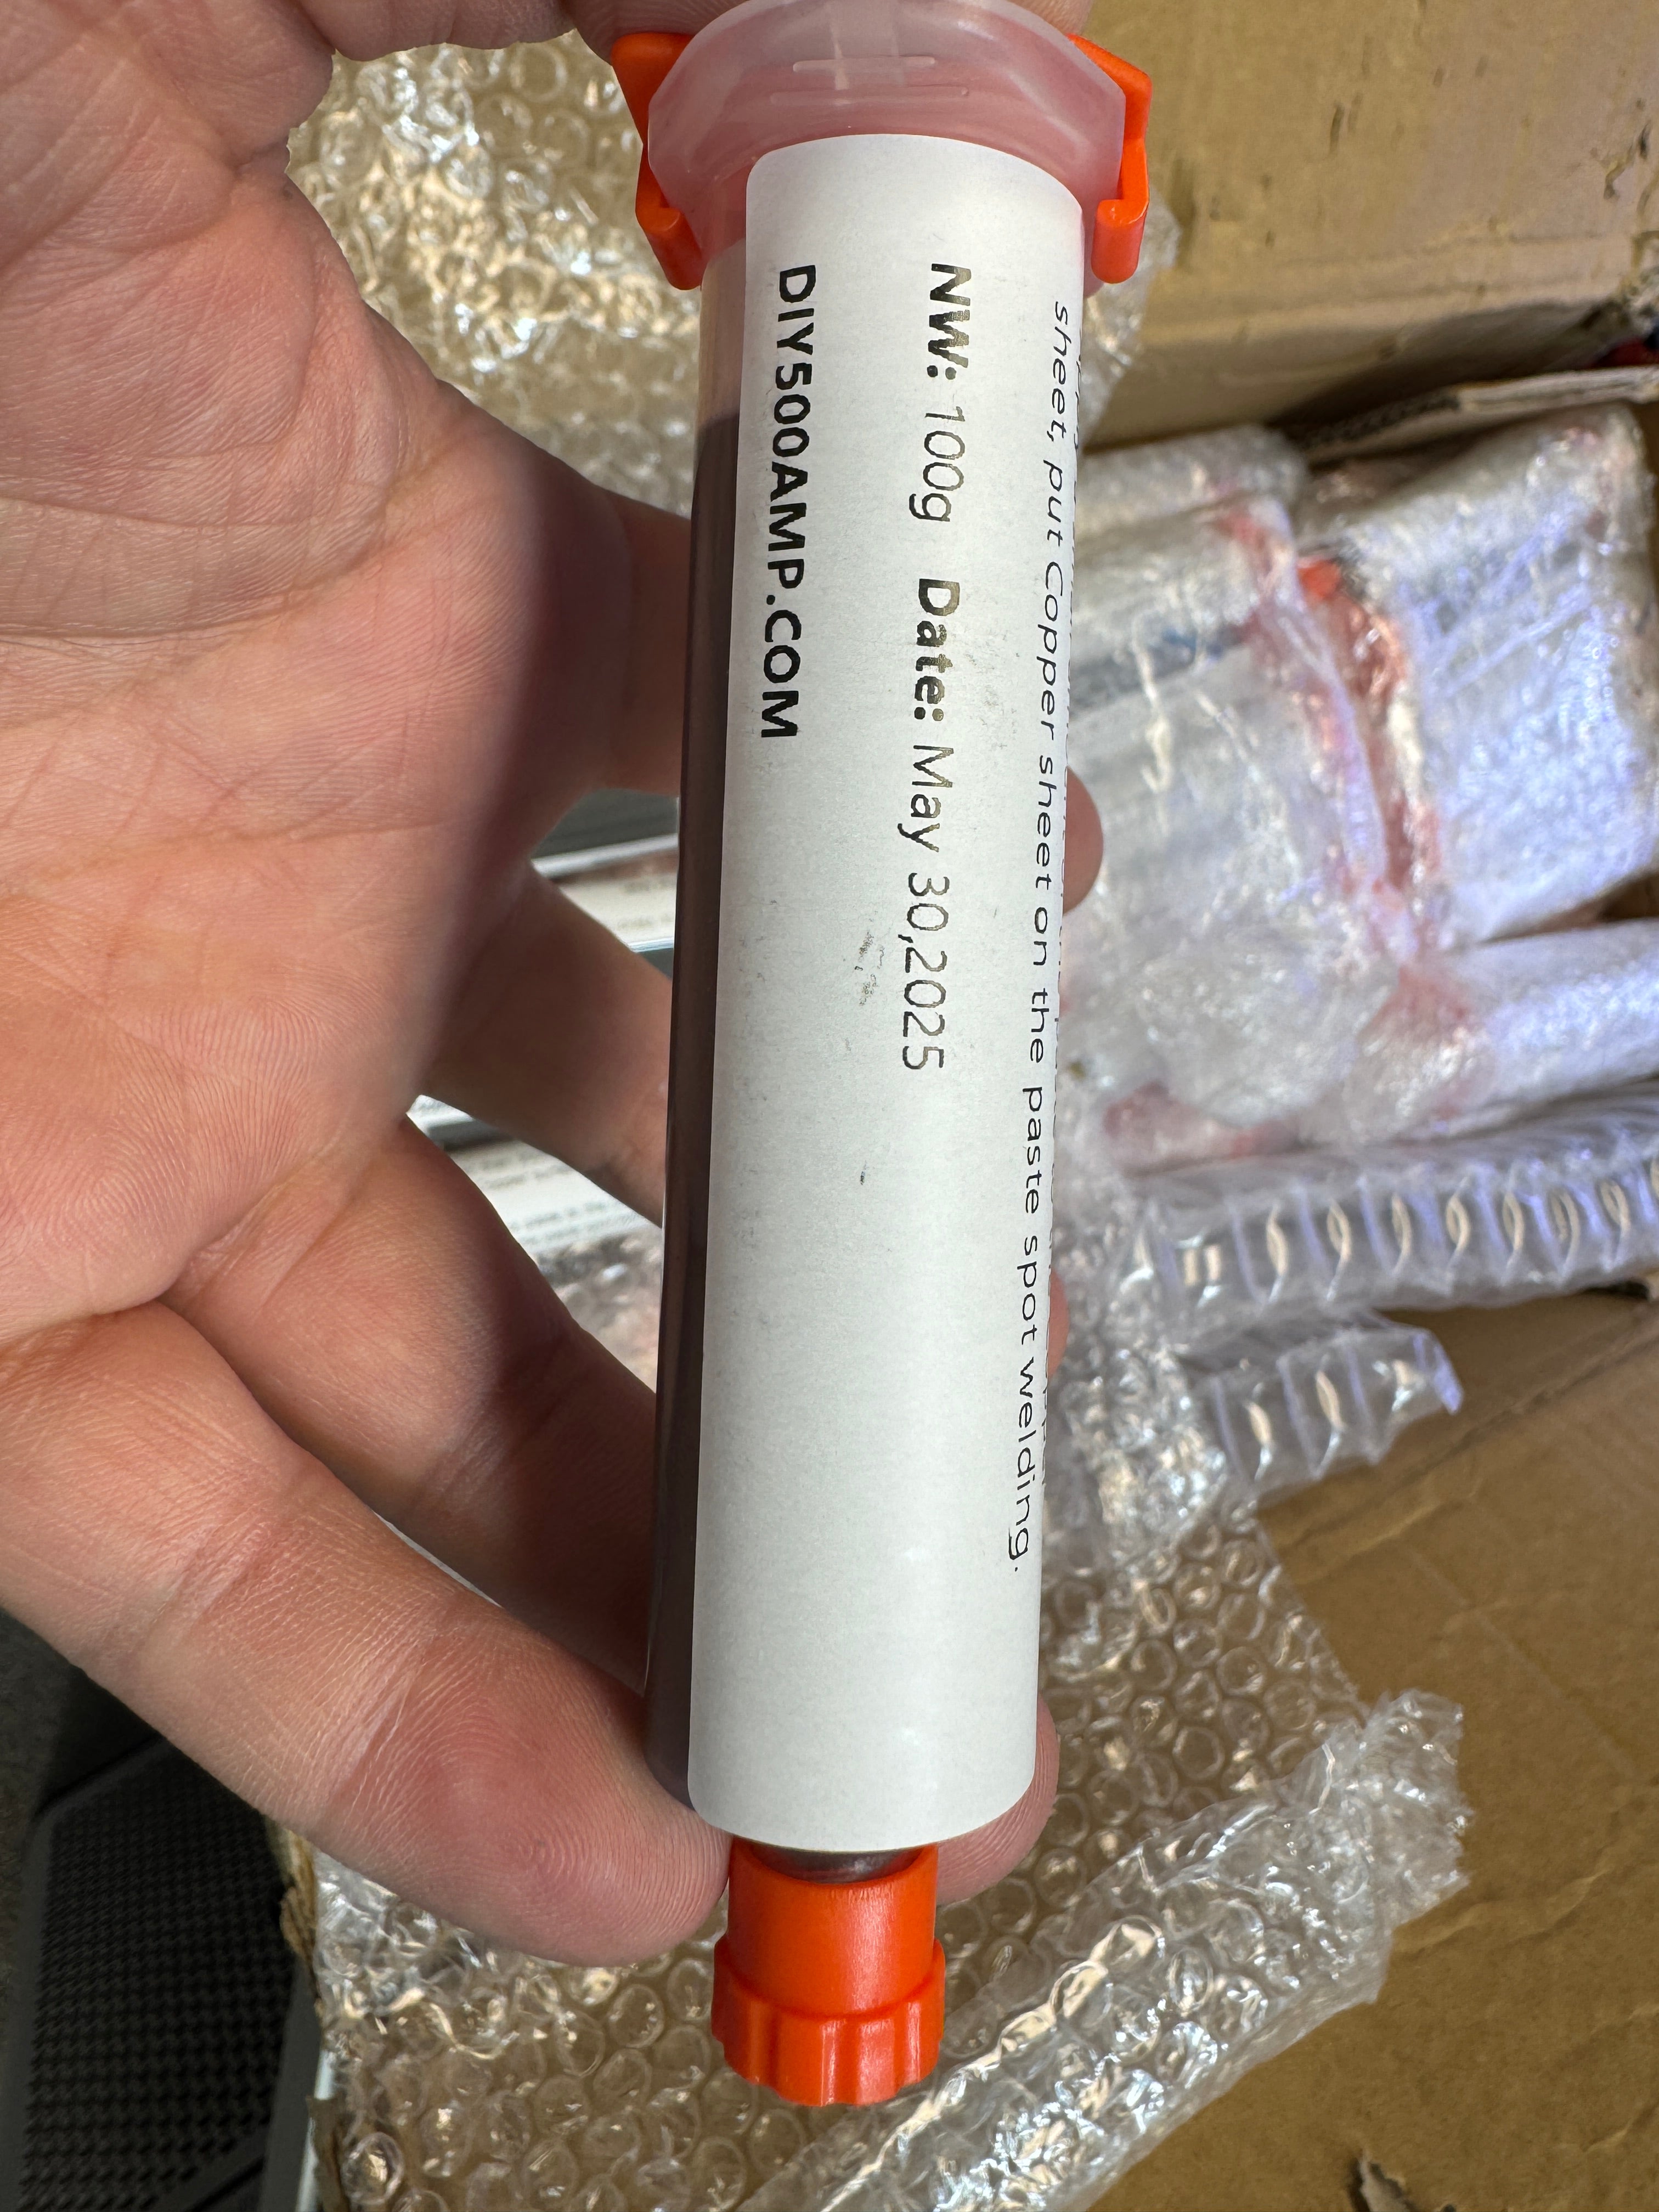 sheet, put Copper sheet on the paste spot welding.
NW: 100g Date: May 30,2025
DIY500AMP.COM